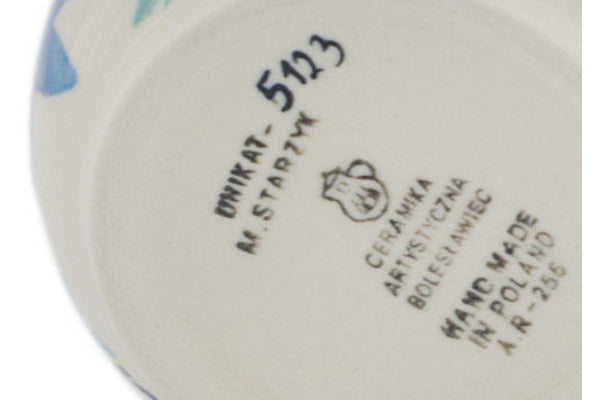 UNIKAT- 5123
M. STARZYK
CERAMIKA
ARTYSTYCZNA
BOLESŁAWIEC
HAND MADE
IN POLAND
A.R-256